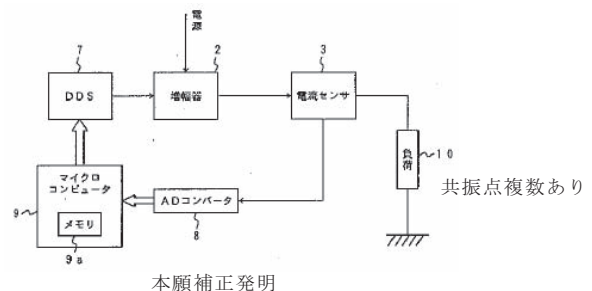 電源
7
2
3
DDS
増幅器
電流センサ
負荷
10
共振点複数あり
マイクロ
コンピュータ
メモリ
9
9a
ADコンバータ
8
本願補正発明